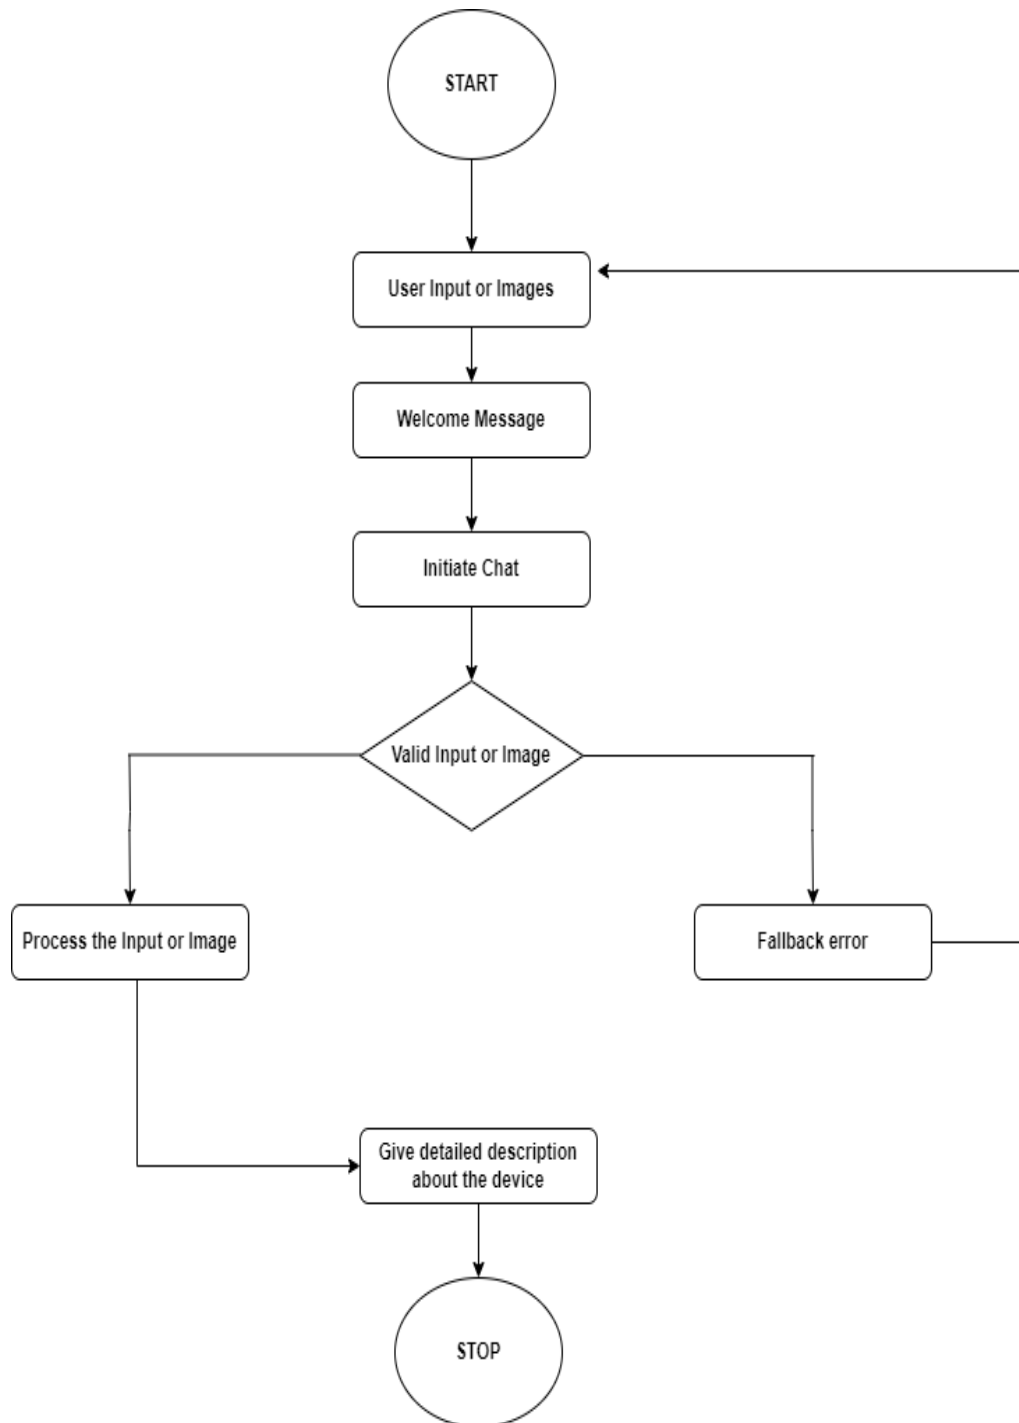 START
User Input or Images
Welcome Message
Initiate Chat
Valid Input or Image
Process the Input or Image
Fallback error
Give detailed description
about the device
STOP